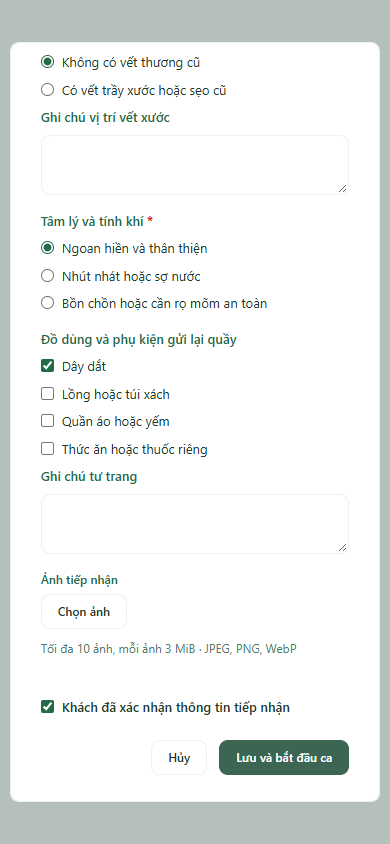 Không có vết thương cũ
Có vết trầy xước hoặc sẹo cũ
Ghi chú vị trí vết xước
Tâm lý và tính khí *
Ngoan hiền và thân thiện
Nhút nhát hoặc sợ nước
Bồn chồn hoặc cần rọ mõm an toàn
Đồ dùng và phụ kiện gửi lại quầy
Dây dắt
Lồng hoặc túi xách
Quần áo hoặc yếm
Thức ăn hoặc thuốc riêng
Ghi chú tư trang
Ảnh tiếp nhận
Chọn ảnh
Tối đa 10 ảnh, mỗi ảnh 3 MiB · JPEG, PNG, WebP
Khách đã xác nhận thông tin tiếp nhận
Hủy
Lưu và bắt đầu ca